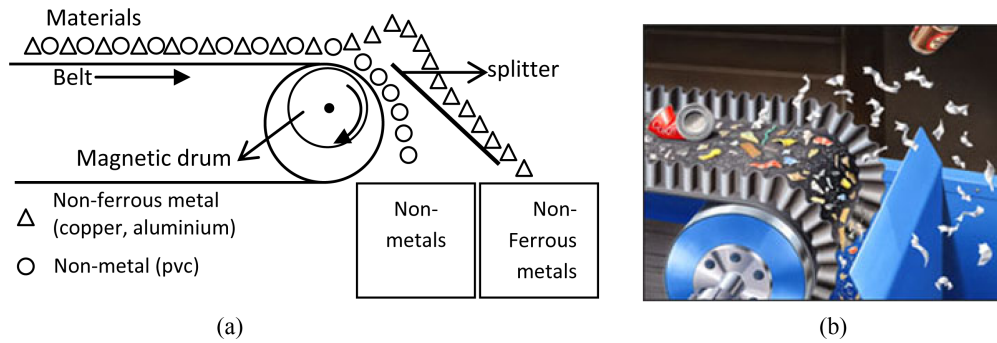 Materials
Belt
splitter
Magnetic drum
Non-ferrous metal
(copper, aluminium)
Non-metal (pvc)
Non-
metals
Non-
Ferrous
metals
(a)
(b)